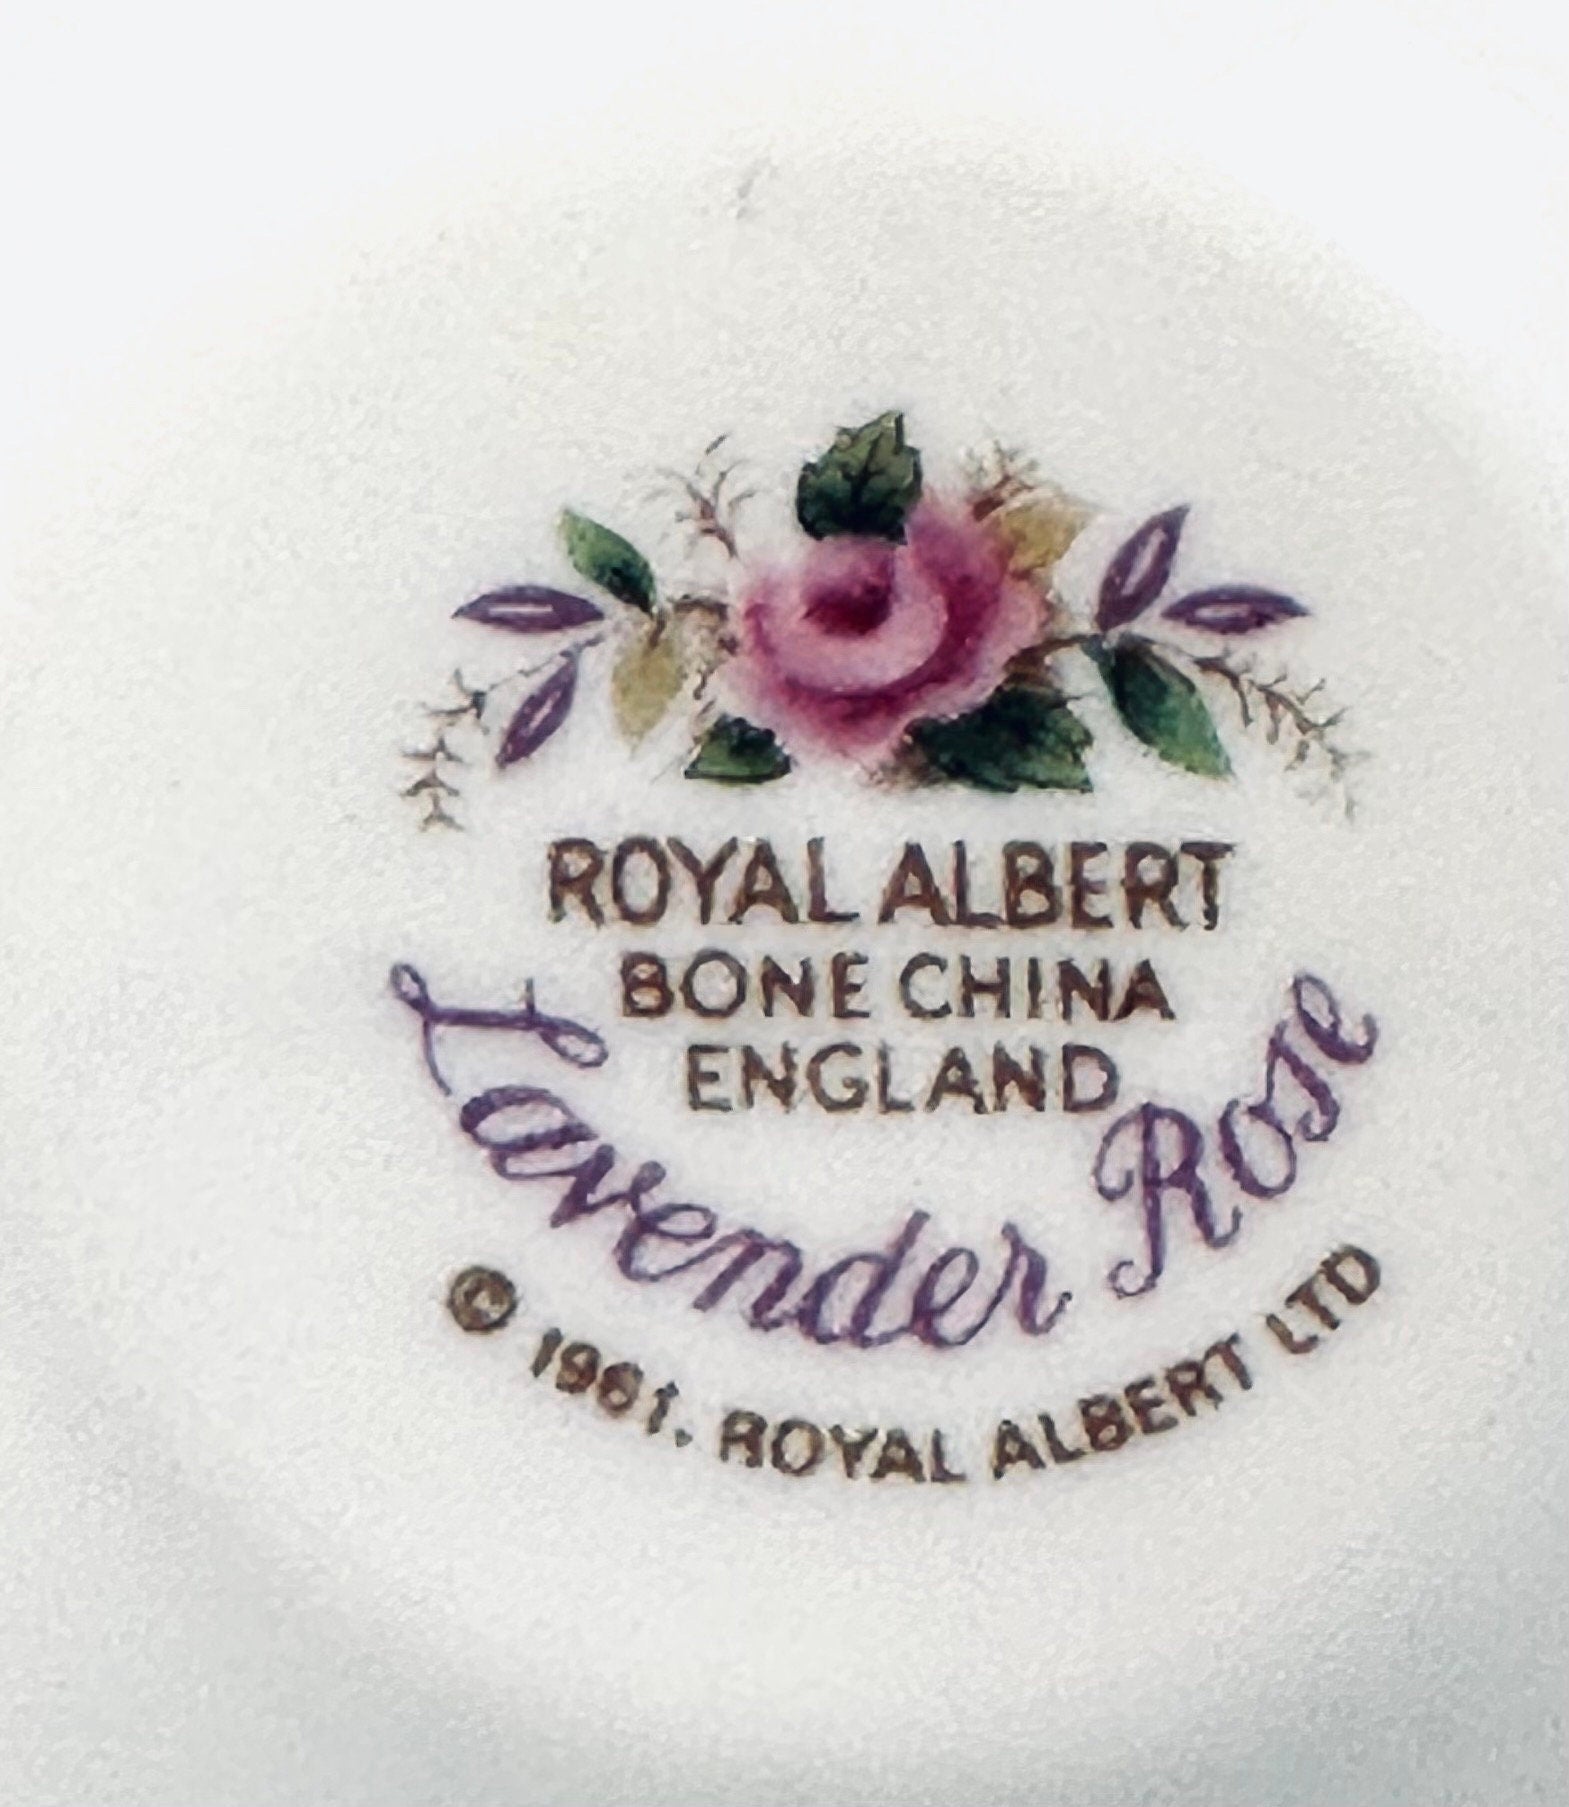 ROYAL ALBERT
BONE CHINA
ENGLAND
Lavender Rose
© 1961. ROYAL ALBERT LTD